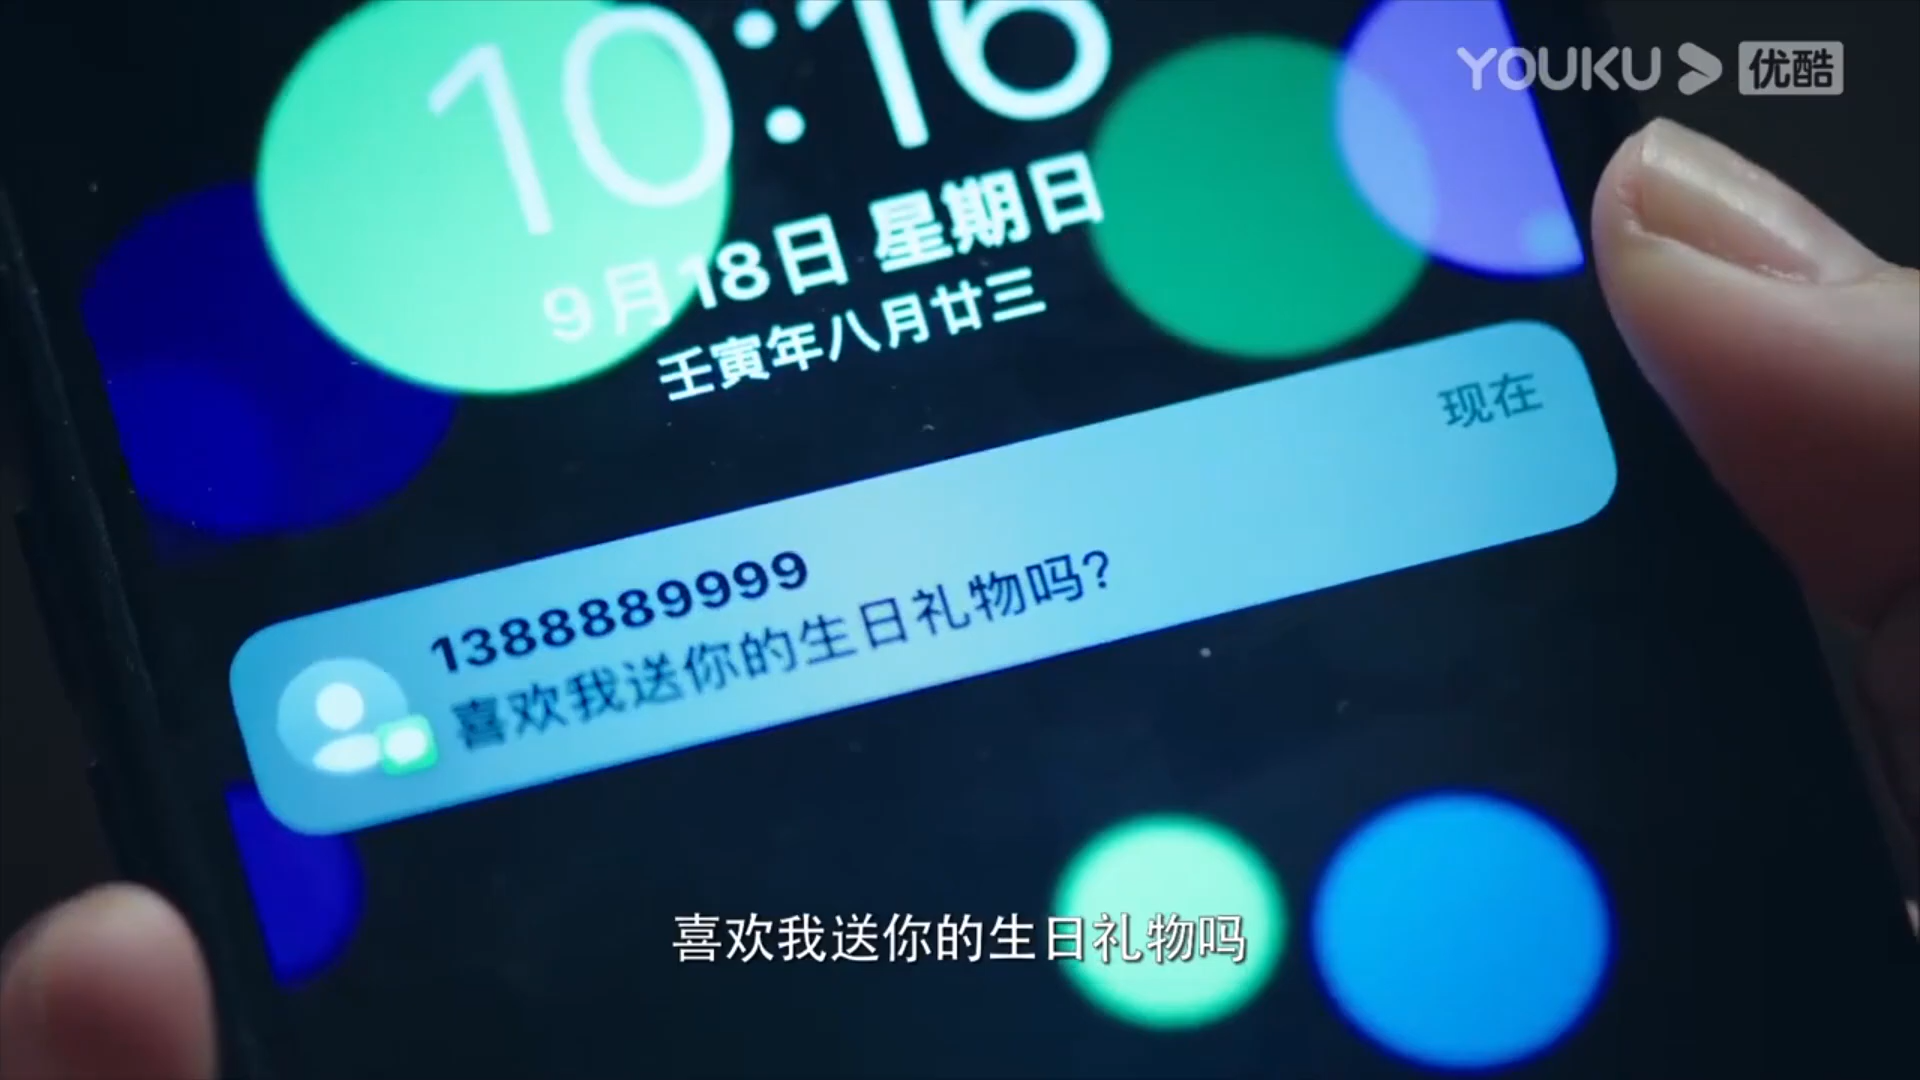 YOUKU 优酷
10:16
9月18日 星期日
壬寅年八月廿三
现在
1388889999
喜欢我送你的生日礼物吗?
喜欢我送你的生日礼物吗